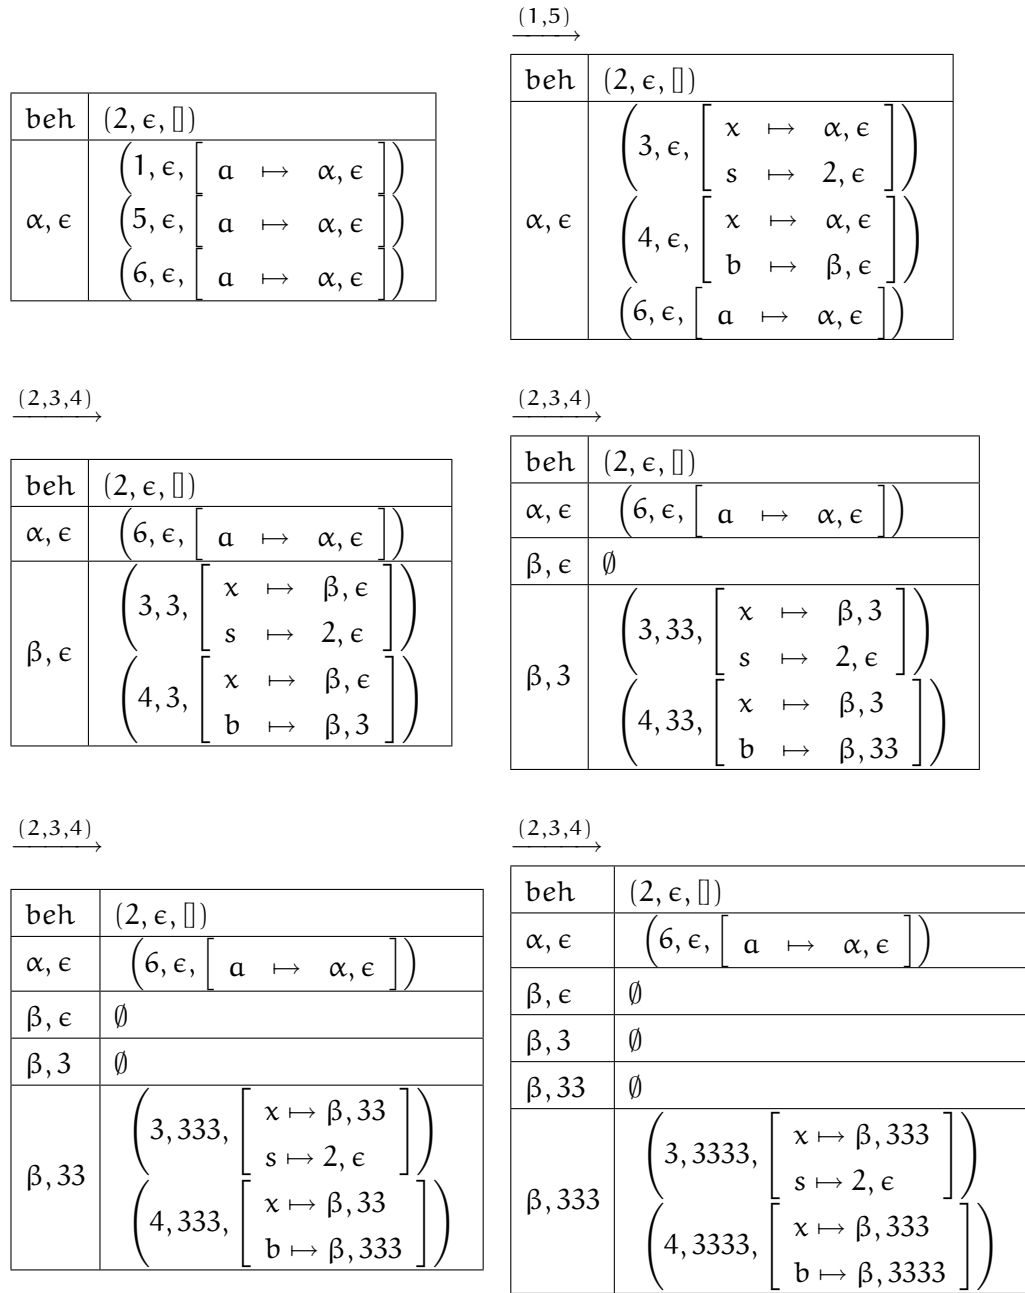 beh (2, ϵ, [])
α, ϵ (1, ϵ, [ a ↦ α, ϵ ])
(5, ϵ, [ a ↦ α, ϵ ])
(6, ϵ, [ a ↦ α, ϵ ])
(1,5)
beh (2, ϵ, [])
α, ϵ (3, ϵ, [ x ↦ α, ϵ
s ↦ 2, ϵ ])
(4, ϵ, [ x ↦ α, ϵ
b ↦ β, ϵ ])
(6, ϵ, [ a ↦ α, ϵ ])
(2,3,4)
beh (2, ϵ, [])
α, ϵ (6, ϵ, [ a ↦ α, ϵ ])
β, ϵ (3, 3, [ x ↦ β, ϵ
s ↦ 2, ϵ ])
(4, 3, [ x ↦ β, ϵ
b ↦ β, 3 ])
(2,3,4)
beh (2, ϵ, [])
α, ϵ (6, ϵ, [ a ↦ α, ϵ ])
β, ϵ ∅
β, 3 (3, 33, [ x ↦ β, 3
s ↦ 2, ϵ ])
(4, 33, [ x ↦ β, 3
b ↦ β, 33 ])
(2,3,4)
beh (2, ϵ, [])
α, ϵ (6, ϵ, [ a ↦ α, ϵ ])
β, ϵ ∅
β, 3 ∅
β, 33 (3, 333, [ x ↦ β, 33
s ↦ 2, ϵ ])
(4, 333, [ x ↦ β, 33
b ↦ β, 333 ])
(2,3,4)
beh (2, ϵ, [])
α, ϵ (6, ϵ, [ a ↦ α, ϵ ])
β, ϵ ∅
β, 3 ∅
β, 33 ∅
β, 333 (3, 3333, [ x ↦ β, 333
s ↦ 2, ϵ ])
(4, 3333, [ x ↦ β, 333
b ↦ β, 3333 ])